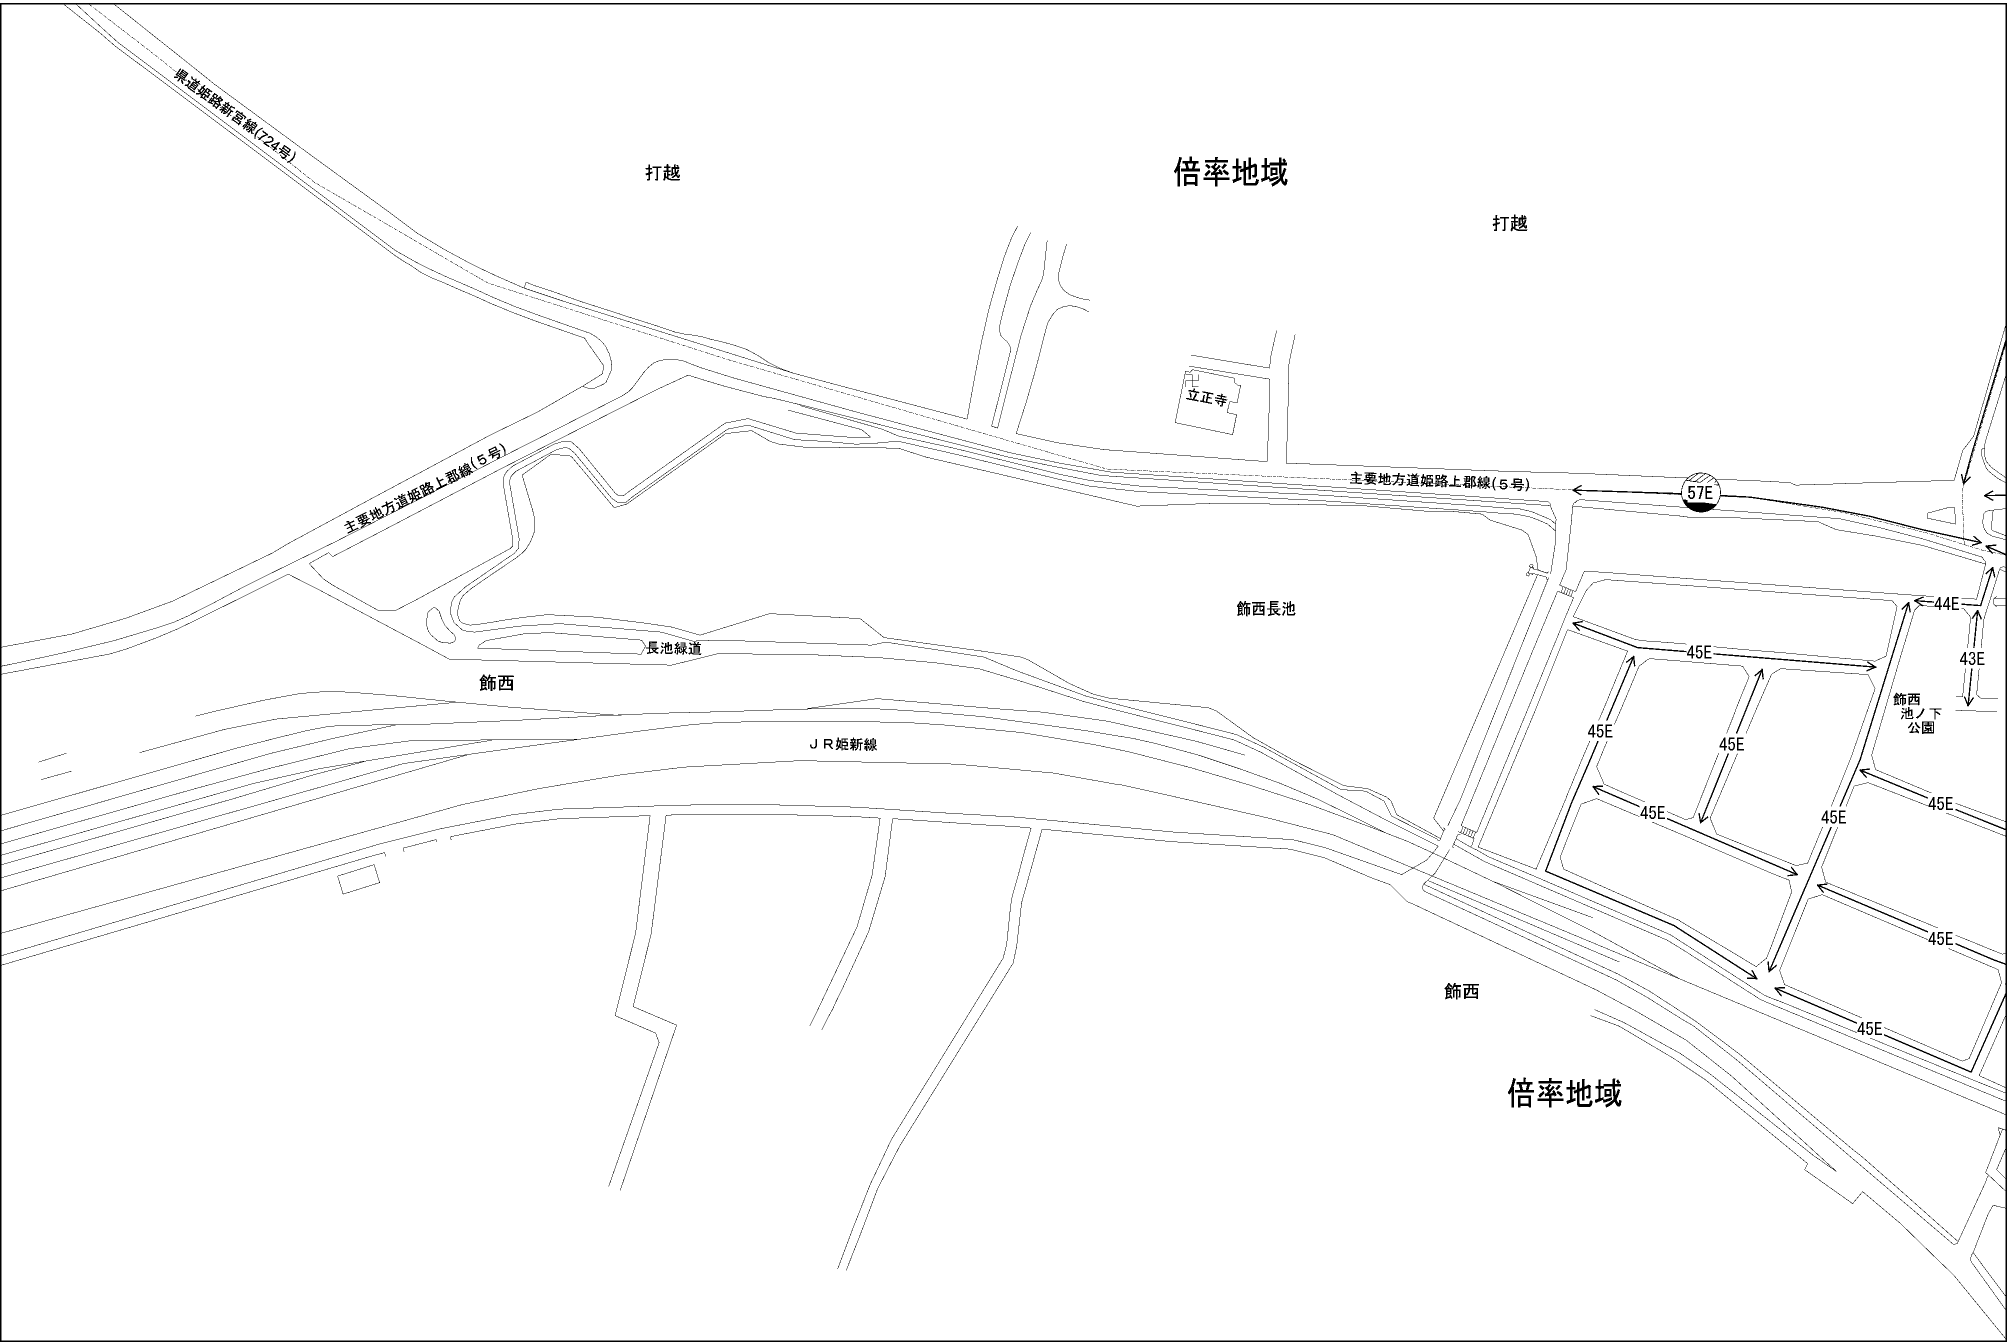 県道姫路新宮線(724号)
打越
倍率地域
打越
立正寺
主要地方道姫路上郡線(5号)
主要地方道姫路上郡線(5号)
57E
飾西長池
44E
長池緑道
45E
43E
飾西
飾西
池ノ下
公園
45E
45E
JR姫新線
45E
45E
45E
45E
飾西
45E
倍率地域